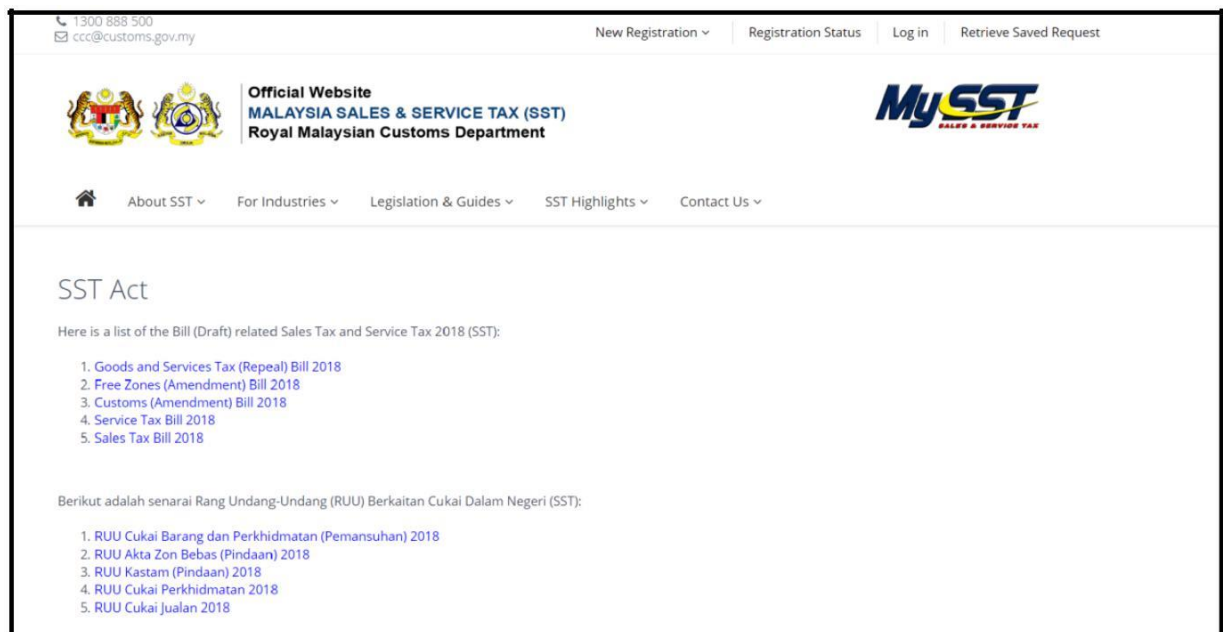 1300 888 500
ccc@customs.gov.my
New Registration
Registration Status
Log in
Retrieve Saved Request
Official Website
MALAYSIA SALES & SERVICE TAX (SST)
Royal Malaysian Customs Department
MySST
SALES & SERVICE TAX
About SST
For Industries
Legislation & Guides
SST Highlights
Contact Us
SST Act
Here is a list of the Bill (Draft) related Sales Tax and Service Tax 2018 (SST):
1. Goods and Services Tax (Repeal) Bill 2018
2. Free Zones (Amendment) Bill 2018
3. Customs (Amendment) Bill 2018
4. Service Tax Bill 2018
5. Sales Tax Bill 2018
Berikut adalah senarai Rang Undang-Undang (RUU) Berkaitan Cukai Dalam Negeri (SST):
1. RUU Cukai Barang dan Perkhidmatan (Pemansuhan) 2018
2. RUU Akta Zon Bebas (Pindaan) 2018
3. RUU Kastam (Pindaan) 2018
4. RUU Cukai Perkhidmatan 2018
5. RUU Cukai Jualan 2018